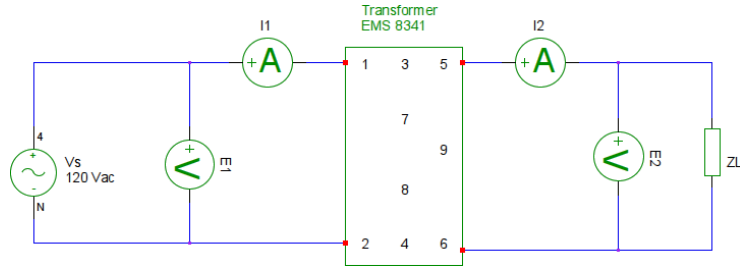 Transformer
EMS 8341
I1
I2
+ A
+ A
1 3 5
7
9
8
2 4 6
4
+
-
N
Vs
120 Vac
+
V
E1
+
V
E2
ZL